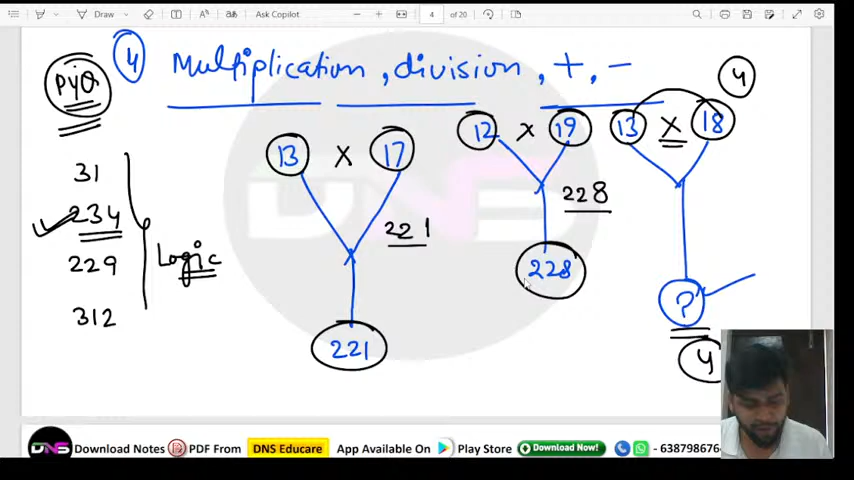 Draw
Ask Copilot
4 of 20
PYQ
4 Multiplication, division, +, -
4
13 X 17
12 x 19
13 X 18
31
234
229
312
Logic
221
228
221
228
?
4
DNS
DNS Download Notes PDF From DNS Educare App Available On Play Store Download Now! - 638798676